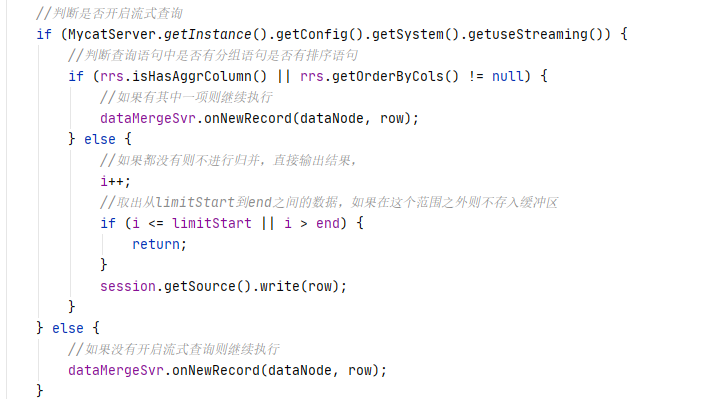 //判断是否开启流式查询
if (MycatServer.getInstance().getConfig().getSystem().getuseStreaming()) {
//判断查询语句中是否有分组语句是否有排序语句
if (rrs.isHasAggrColumn() || rrs.getOrderByCols() != null) {
//如果有其中一项则继续执行
dataMergeSvr.onNewRecord(dataNode, row);
} else {
//如果都没有则不进行归并，直接输出结果，
i++;
//取出从limitStart到end之间的数据，如果在这个范围之外则不存入缓冲区
if (i <= limitStart || i > end) {
return;
}
session.getSource().write(row);
}
} else {
//如果没有开启流式查询则继续执行
dataMergeSvr.onNewRecord(dataNode, row);
}